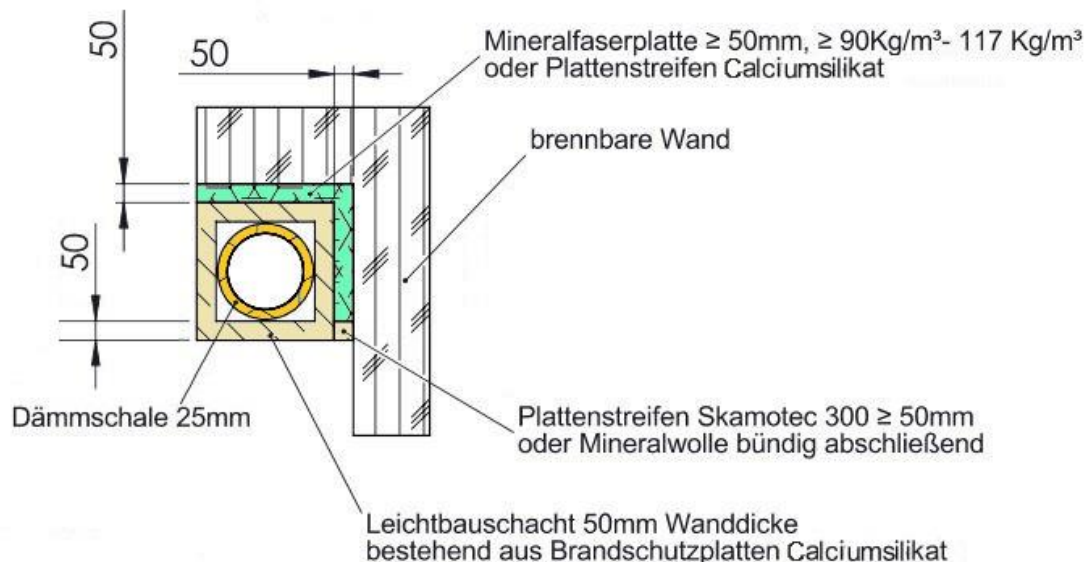 50
50
Mineralfaserplatte ≥ 50mm, ≥ 90Kg/m³- 117 Kg/m³
oder Plattenstreifen Calciumsilikat
brennbare Wand
50
Dämmschale 25mm
Plattenstreifen Skamotec 300 ≥ 50mm
oder Mineralwolle bündig abschließend
Leichtbauschacht 50mm Wanddicke
bestehend aus Brandschutzplatten Calciumsilikat